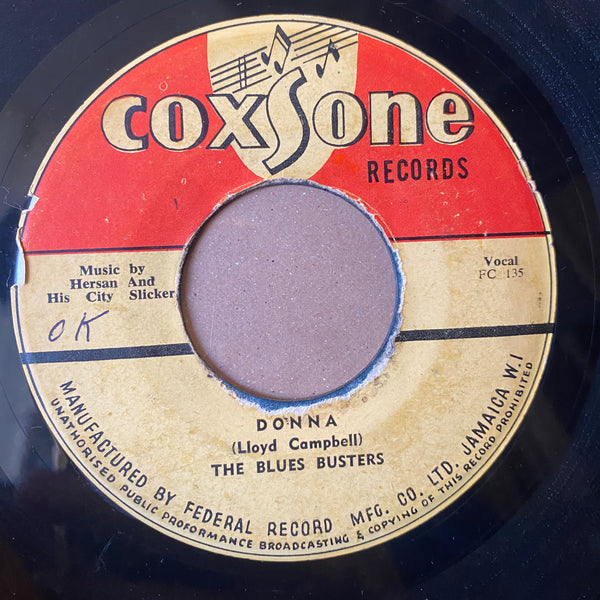 coxSone
RECORDS
Music by
Hersan And
His City Slicker
Vocal
FC 135
OK
DONNA
(Lloyd Campbell)
THE BLUES BUSTERS
MANUFACTURED BY FEDERAL RECORD MFG. CO. LTD. JAMAICA W.I
UNATHORISED PUBLIC PROFORMANCE BROADCASTING & COPYING OF THIS RECORD PROHIBITED